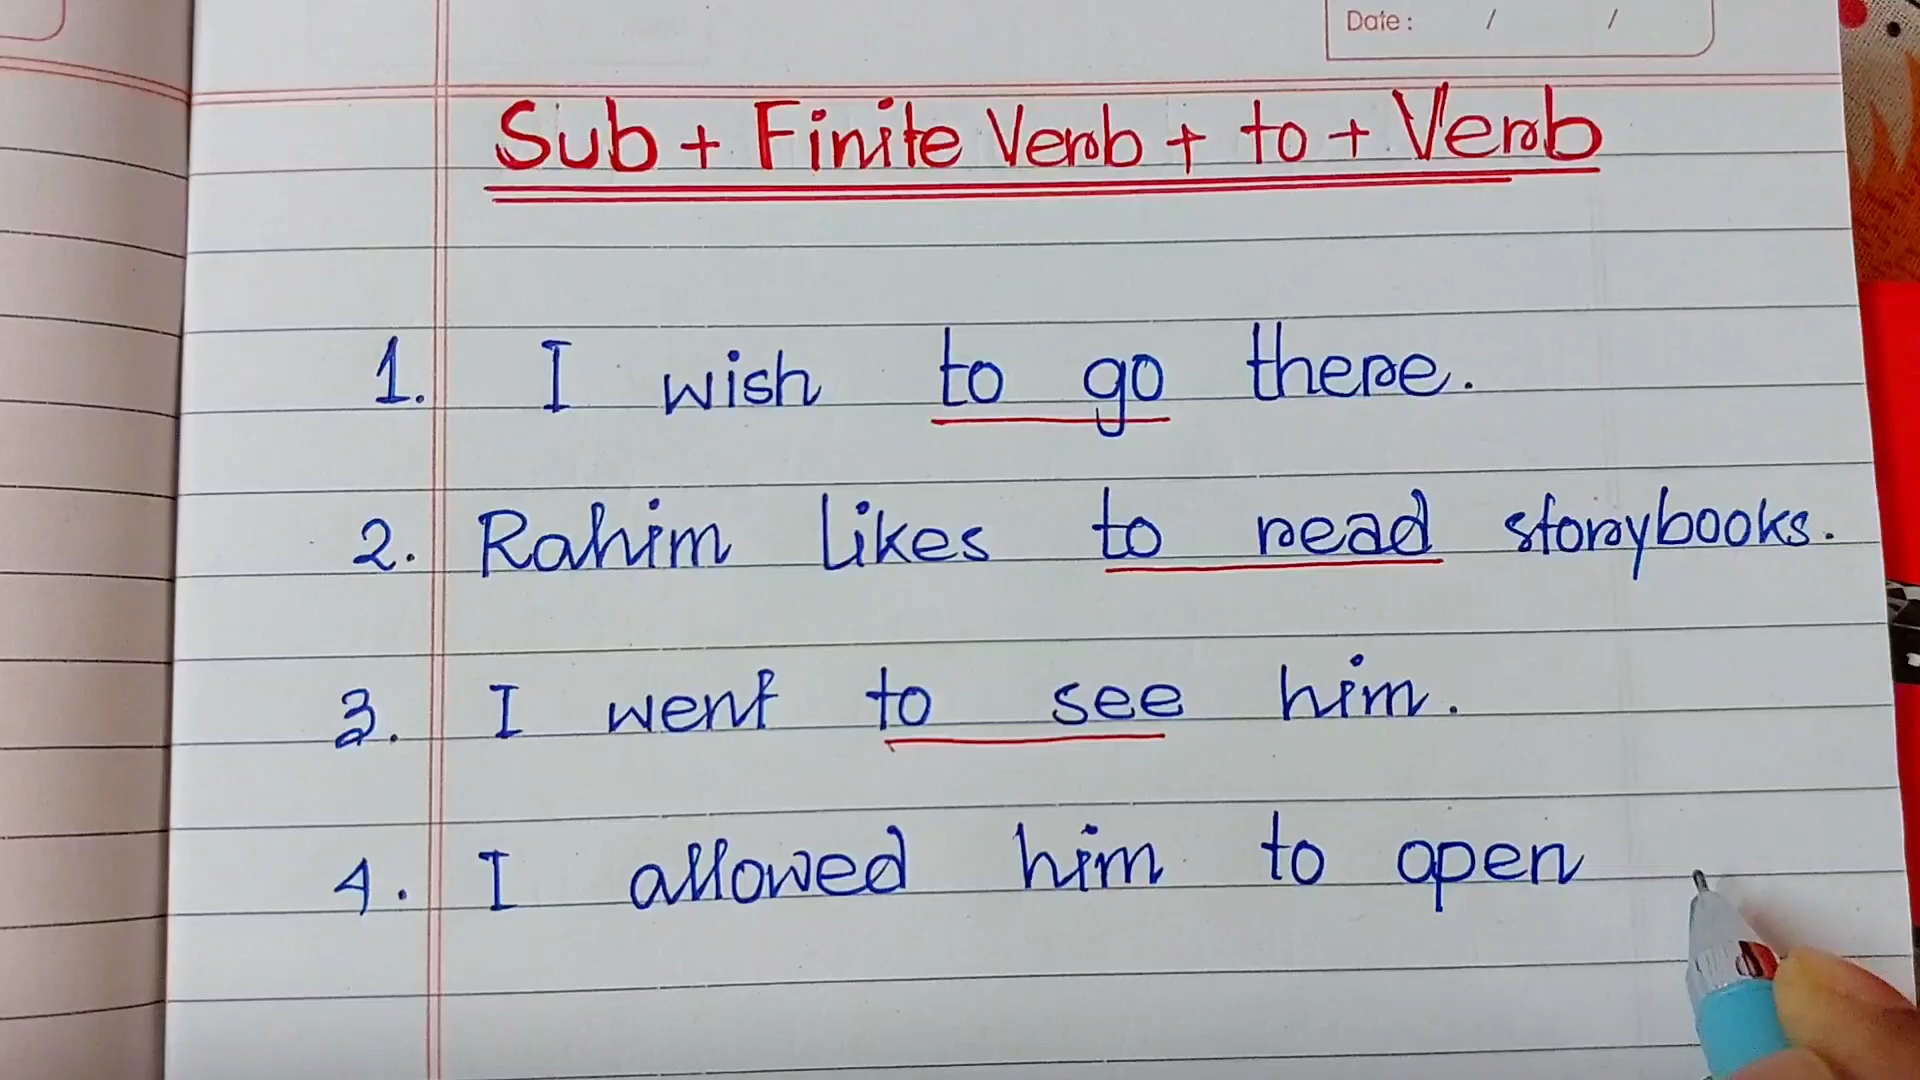 Date : / /
Sub + Finite Verb + to + Verb
1. I wish to go there.
2. Rahim likes to read storybooks.
3. I went to see him.
4. I allowed him to open